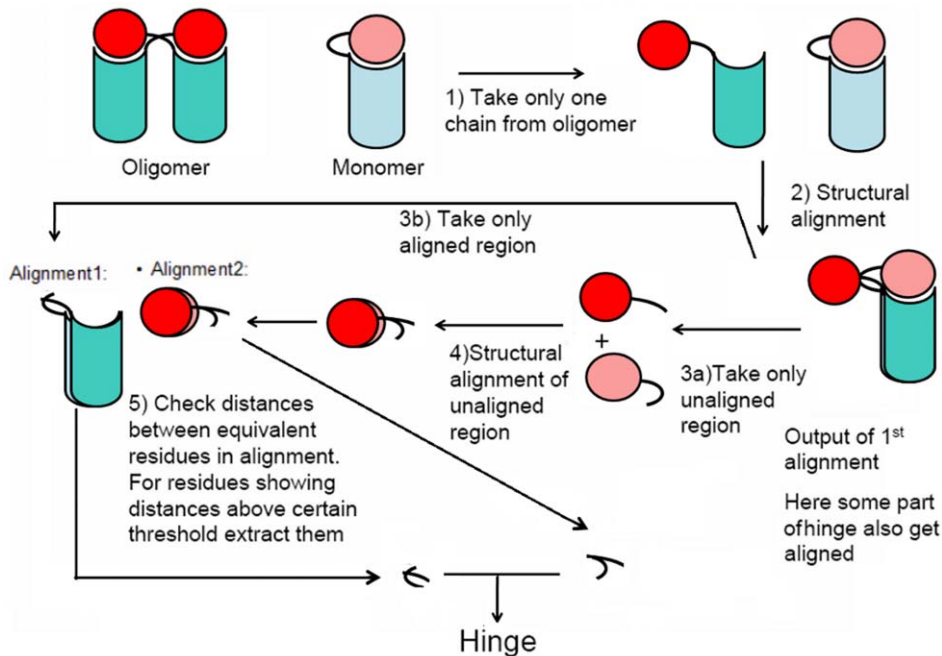 Oligomer
Monomer
1) Take only one
chain from oligomer
2) Structural
alignment
3b) Take only
aligned region
Alignment1:
• Alignment2:
+
4)Structural
alignment of
unaligned
region
3a)Take only
unaligned
region
Output of 1st
alignment
Here some part
ofhinge also get
aligned
5) Check distances
between equivalent
residues in alignment.
For residues showing
distances above certain
threshold extract them
Hinge